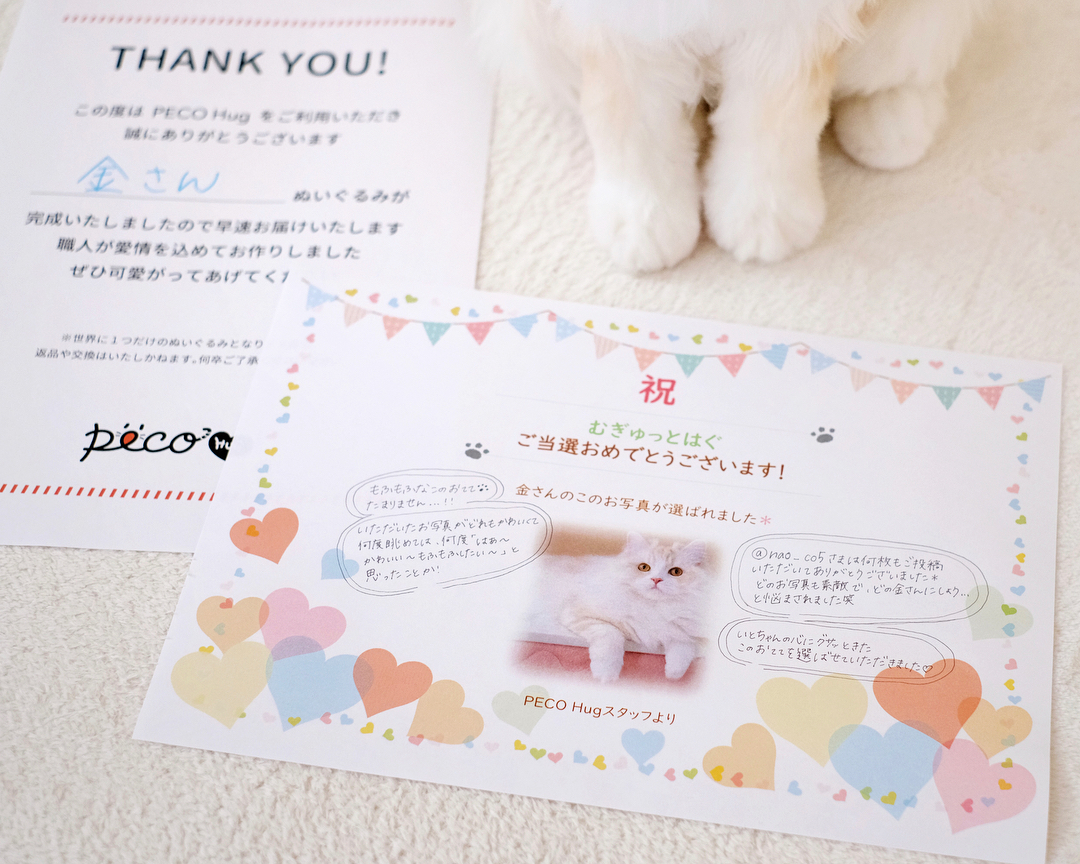 THANK YOU!
この度は PECO Hug をご利用いただき
誠にありがとうございます
金さん ぬいぐるみが
完成いたしましたので早速お届けいたします
職人が愛情を込めてお作りしました
ぜひ可愛がってあげてくだ
※世界に1つだけのぬいぐるみとなり
返品や交換はいたしかねます。何卒ご了承
peco Hu
祝
むぎゅっとはぐ
ご当選おめでとうございます!
金さんのこのお写真が選ばれました*
もふもふなこのおてて
たまりません...!!
いただいたお写真がどれもかわいくて
何度眺めては、何度「はあ〜
かわいい〜もふもふしたい〜」と
思ったことか!
@nao_co5さまは何枚もご投稿
いただいてありがとうございました*
どのお写真も素敵で、どの金さんにしよう...
と悩まされました笑
いとちゃんの心にグサッときた
このおててを選ばせていただきました♡
PECO Hugスタッフより